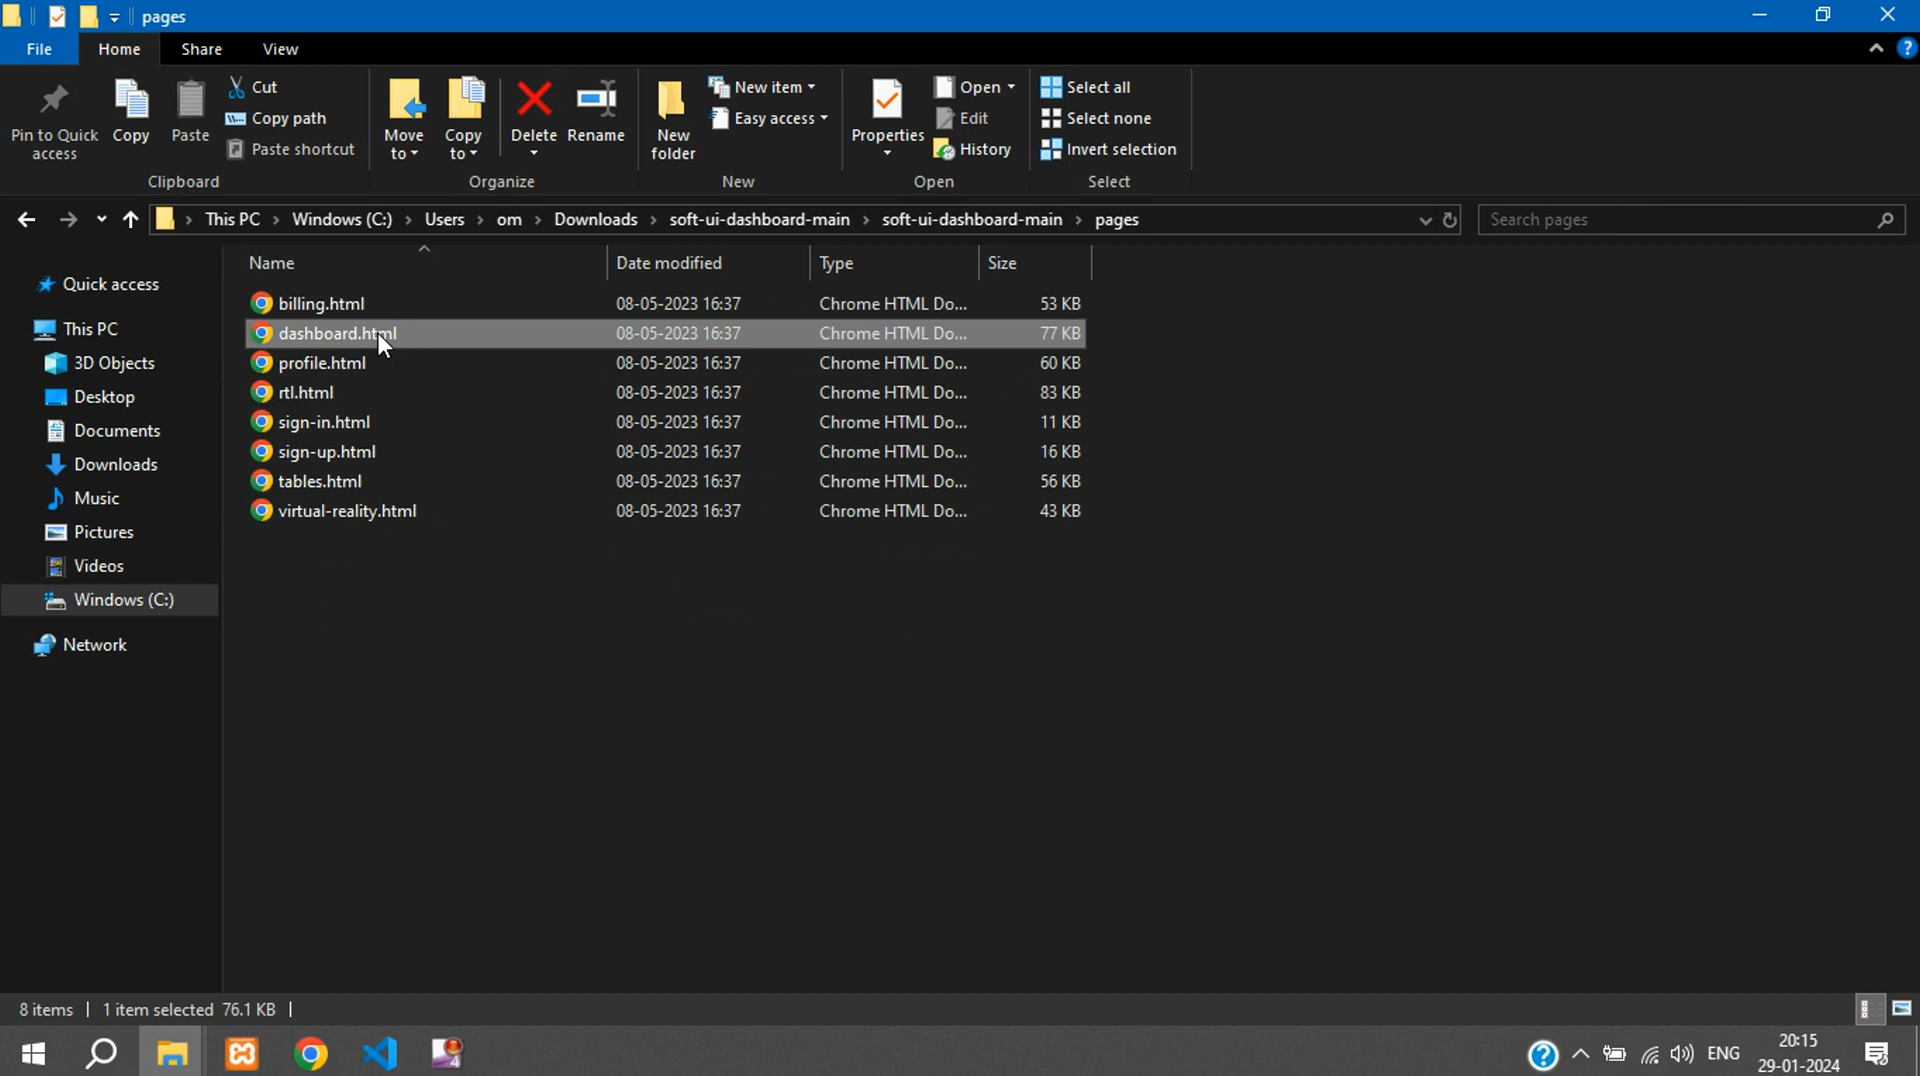 pages
File Home Share View
Pin to Quick access
Copy
Paste
Cut
Copy path
Paste shortcut
Clipboard
Move to
Copy to
Delete
Rename
Organize
New folder
New item
Easy access
New
Properties
Open
Edit
History
Open
Select all
Select none
Invert selection
Select
This PC > Windows (C:) > Users > om > Downloads > soft-ui-dashboard-main > soft-ui-dashboard-main > pages
Search pages
Quick access
This PC
3D Objects
Desktop
Documents
Downloads
Music
Pictures
Videos
Windows (C:)
Network
Name Date modified Type Size
billing.html 08-05-2023 16:37 Chrome HTML Do... 53 KB
dashboard.html 08-05-2023 16:37 Chrome HTML Do... 77 KB
profile.html 08-05-2023 16:37 Chrome HTML Do... 60 KB
rtl.html 08-05-2023 16:37 Chrome HTML Do... 83 KB
sign-in.html 08-05-2023 16:37 Chrome HTML Do... 11 KB
sign-up.html 08-05-2023 16:37 Chrome HTML Do... 16 KB
tables.html 08-05-2023 16:37 Chrome HTML Do... 56 KB
virtual-reality.html 08-05-2023 16:37 Chrome HTML Do... 43 KB
8 items 1 item selected 76.1 KB
ENG
20:15
29-01-2024